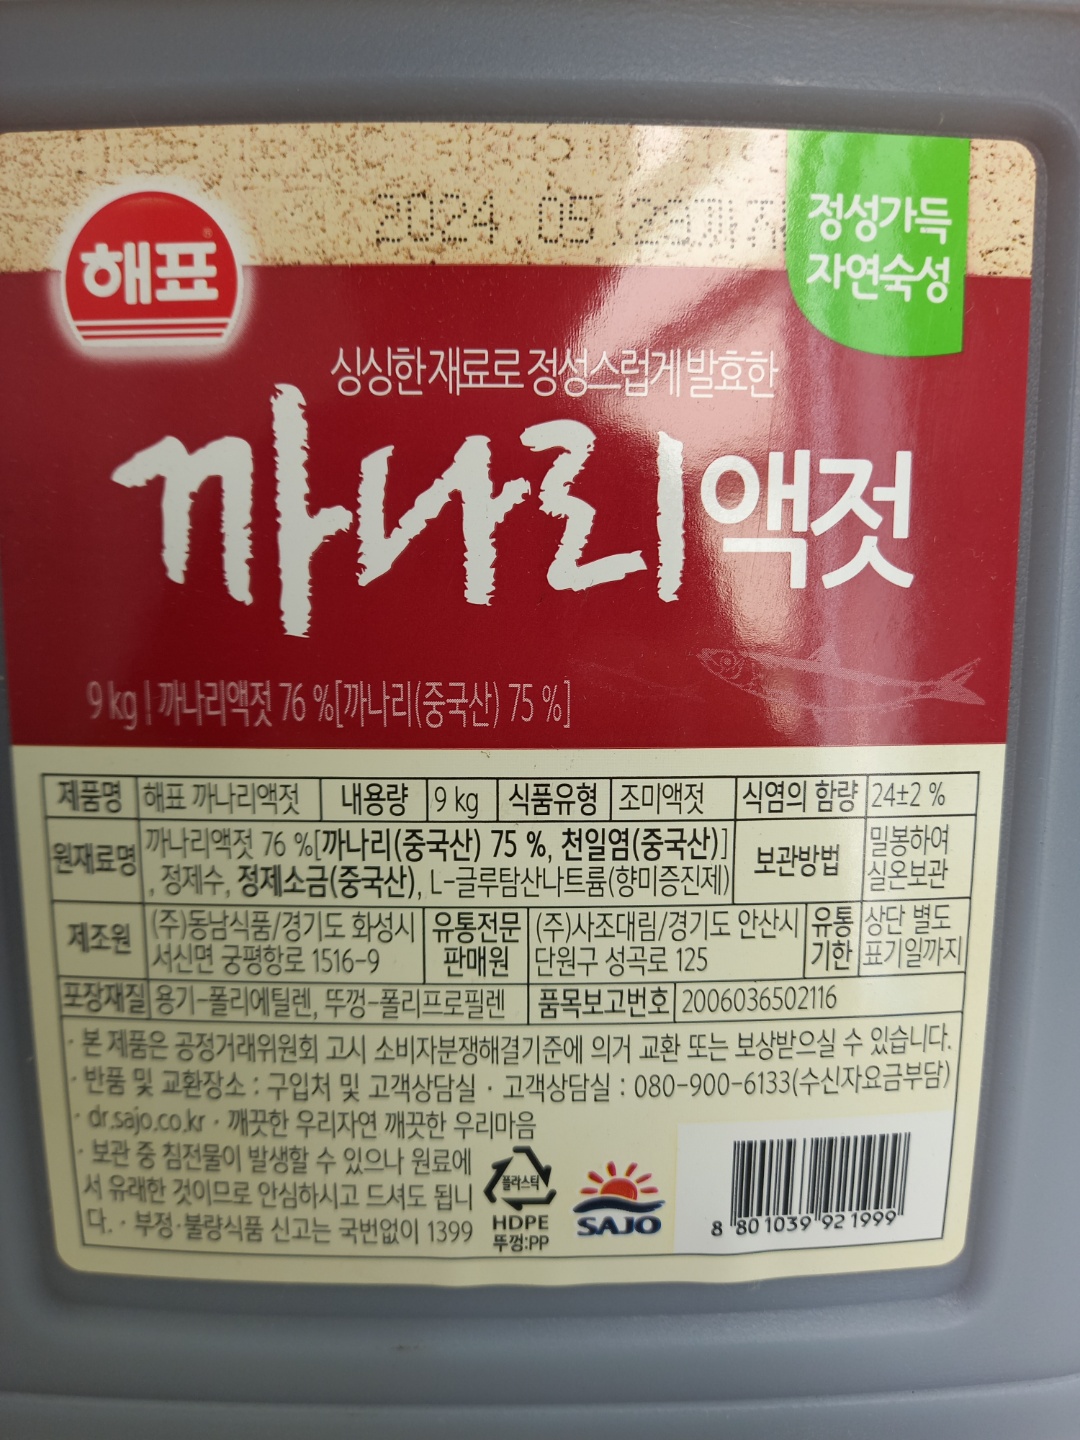 2024.05.28까지
정성가득
자연숙성
해표®
싱싱한 재료로 정성스럽게 발효한
까나리액젓
9 kg | 까나리액젓 76 %[까나리(중국산) 75 %]
제품명 해표 까나리액젓 내용량 9 kg 식품유형 조미액젓 식염의 함량 24±2 %
원재료명 까나리액젓 76 %[까나리(중국산) 75 %, 천일염(중국산)]
, 정제수, 정제소금(중국산), L-글루탐산나트륨(향미증진제)
보관방법 밀봉하여
실온보관
제조원 (주)동남식품/경기도 화성시
서신면 궁평항로 1516-9
유통전문
판매원
(주)사조대림/경기도 안산시
단원구 성곡로 125
유통
기한
상단 별도
표기일까지
포장재질 용기-폴리에틸렌, 뚜껑-폴리프로필렌 품목보고번호 2006036502116
· 본 제품은 공정거래위원회 고시 소비자분쟁해결기준에 의거 교환 또는 보상받으실 수 있습니다.
· 반품 및 교환장소 : 구입처 및 고객상담실 · 고객상담실 : 080-900-6133(수신자요금부담)
· dr.sajo.co.kr · 깨끗한 우리자연 깨끗한 우리마음
· 보관 중 침전물이 발생할 수 있으나 원료에
서 유래한 것이므로 안심하시고 드셔도 됩니
다. · 부정·불량식품 신고는 국번없이 1399
플라스틱
HDPE
뚜껑:PP
SAJO
8 801039 921999